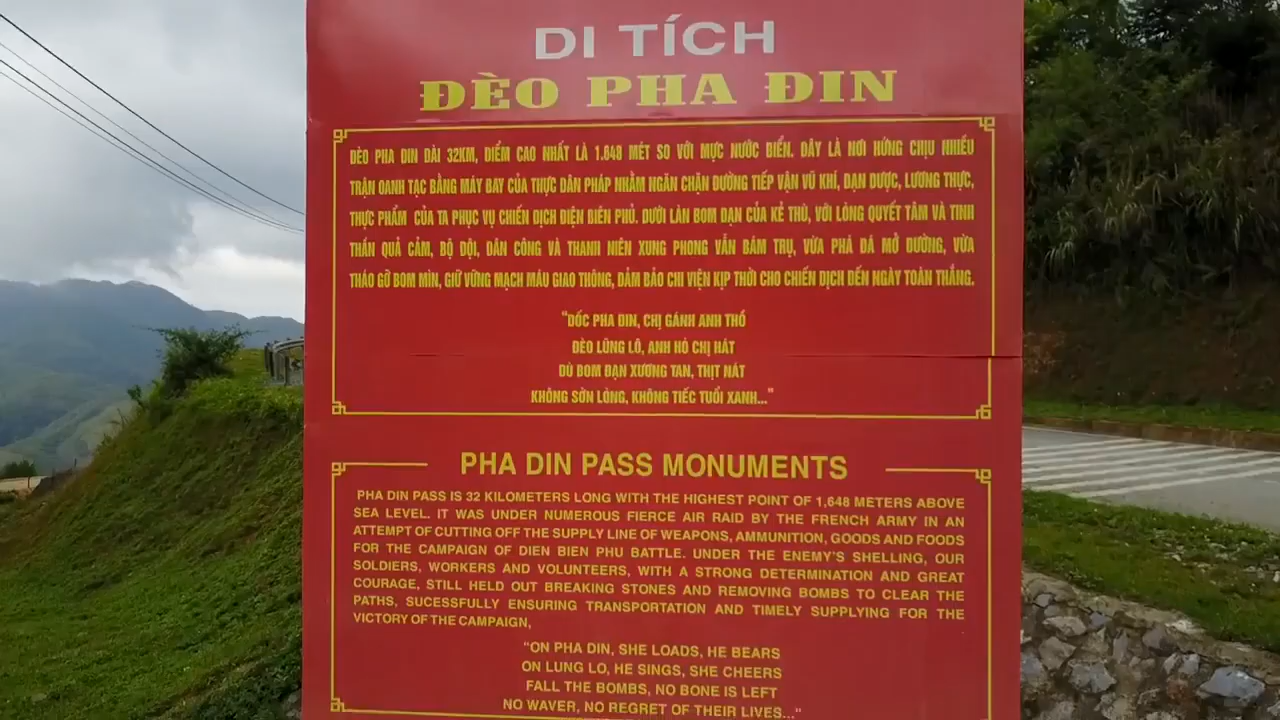 DI TÍCH
ĐÈO PHA ĐIN
ĐÈO PHA ĐIN DÀI 32KM, ĐIỂM CAO NHẤT LÀ 1.648 MÉT SO VỚI MỰC NƯỚC BIỂN. ĐÂY LÀ NƠI HỨNG CHỊU NHIỀU
TRẬN OANH TẠC BẰNG MÁY BAY CỦA THỰC DÂN PHÁP NHẰM NGĂN CHẶN ĐƯỜNG TIẾP VẬN VŨ KHÍ, ĐẠN DƯỢC, LƯƠNG THỰC,
THỰC PHẨM CỦA TA PHỤC VỤ CHIẾN DỊCH ĐIỆN BIÊN PHỦ. DƯỚI LÀN BOM ĐẠN CỦA KẺ THÙ, VỚI LÒNG QUYẾT TÂM VÀ TINH
THẦN QUẢ CẢM, BỘ ĐỘI, DÂN CÔNG VÀ THANH NIÊN XUNG PHONG VẪN BÁM TRỤ, VỪA PHÁ ĐÁ MỞ ĐƯỜNG, VỪA
THÁO GỠ BOM MÌN, GIỮ VỮNG MẠCH MÁU GIAO THÔNG, ĐẢM BẢO CHI VIỆN KỊP THỜI CHO CHIẾN DỊCH ĐẾN NGÀY TOÀN THẮNG.
"DỐC PHA ĐIN, CHỊ GÁNH ANH THỒ
ĐÈO LŨNG LÔ, ANH HÒ CHỊ HÁT
DÙ BOM ĐẠN XƯƠNG TAN, THỊT NÁT
KHÔNG SỜN LÒNG, KHÔNG TIẾC TUỔI XANH..."
PHA DIN PASS MONUMENTS
PHA DIN PASS IS 32 KILOMETERS LONG WITH THE HIGHEST POINT OF 1,648 METERS ABOVE
SEA LEVEL. IT WAS UNDER NUMEROUS FIERCE AIR RAID BY THE FRENCH ARMY IN AN
ATTEMPT OF CUTTING OFF THE SUPPLY LINE OF WEAPONS, AMMUNITION, GOODS AND FOODS
FOR THE CAMPAIGN OF DIEN BIEN PHU BATTLE. UNDER THE ENEMY'S SHELLING, OUR
SOLDIERS, WORKERS AND VOLUNTEERS, WITH A STRONG DETERMINATION AND GREAT
COURAGE, STILL HELD OUT BREAKING STONES AND REMOVING BOMBS TO CLEAR THE
PATHS, SUCESSFULLY ENSURING TRANSPORTATION AND TIMELY SUPPLYING FOR THE
VICTORY OF THE CAMPAIGN,
"ON PHA DIN, SHE LOADS, HE BEARS
ON LUNG LO, HE SINGS, SHE CHEERS
FALL THE BOMBS, NO BONE IS LEFT
NO WAVER, NO REGRET OF THEIR LIVES..."